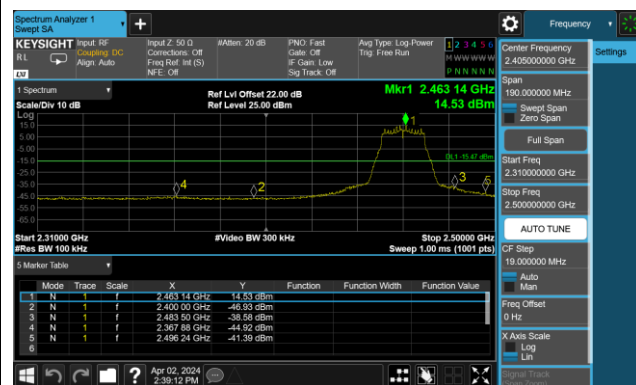 Spectrum Analyzer 1
Swept SA
Frequency
KEYSIGHT Input: RF
RL Coupling: DC
Align: Auto
LXI
Input Z: 50 Ω
Corrections: Off
Freq Ref: Int (S)
NFE: Off
#Atten: 20 dB
PNO: Fast
Gate: Off
IF Gain: Low
Sig Track: Off
Avg Type: Log-Power
Trig: Free Run
1 2 3 4 5 6
M W W W W W
P N N N N N
Center Frequency
2.405000000 GHz
Settings
Span
190.000000 MHz
Swept Span
Zero Span
Full Span
Start Freq
2.310000000 GHz
Stop Freq
2.500000000 GHz
AUTO TUNE
CF Step
19.000000 MHz
Auto
Man
Freq Offset
0 Hz
X Axis Scale
Log
Lin
Signal Track
(Span Zoom)
1 Spectrum
Scale/Div 10 dB
Ref Lvl Offset 22.00 dB
Ref Level 25.00 dBm
Mkr1 2.463 14 GHz
14.53 dBm
Log
15.0
5.00
-5.00
-15.0
-25.0
-35.0
-45.0
-55.0
-65.0
DL1 -15.47 dBm
1
4
2
3
5
Start 2.31000 GHz
#Res BW 100 kHz
#Video BW 300 kHz
Stop 2.50000 GHz
Sweep 1.00 ms (1001 pts)
5 Marker Table
Mode Trace Scale X Y Function Function Width Function Value
1 N 1 f 2.463 14 GHz 14.53 dBm
2 N 1 f 2.400 00 GHz -46.93 dBm
3 N 1 f 2.483 50 GHz -38.58 dBm
4 N 1 f 2.367 88 GHz -44.92 dBm
5 N 1 f 2.496 24 GHz -41.39 dBm
6
?
Apr 02, 2024
2:39:12 PM